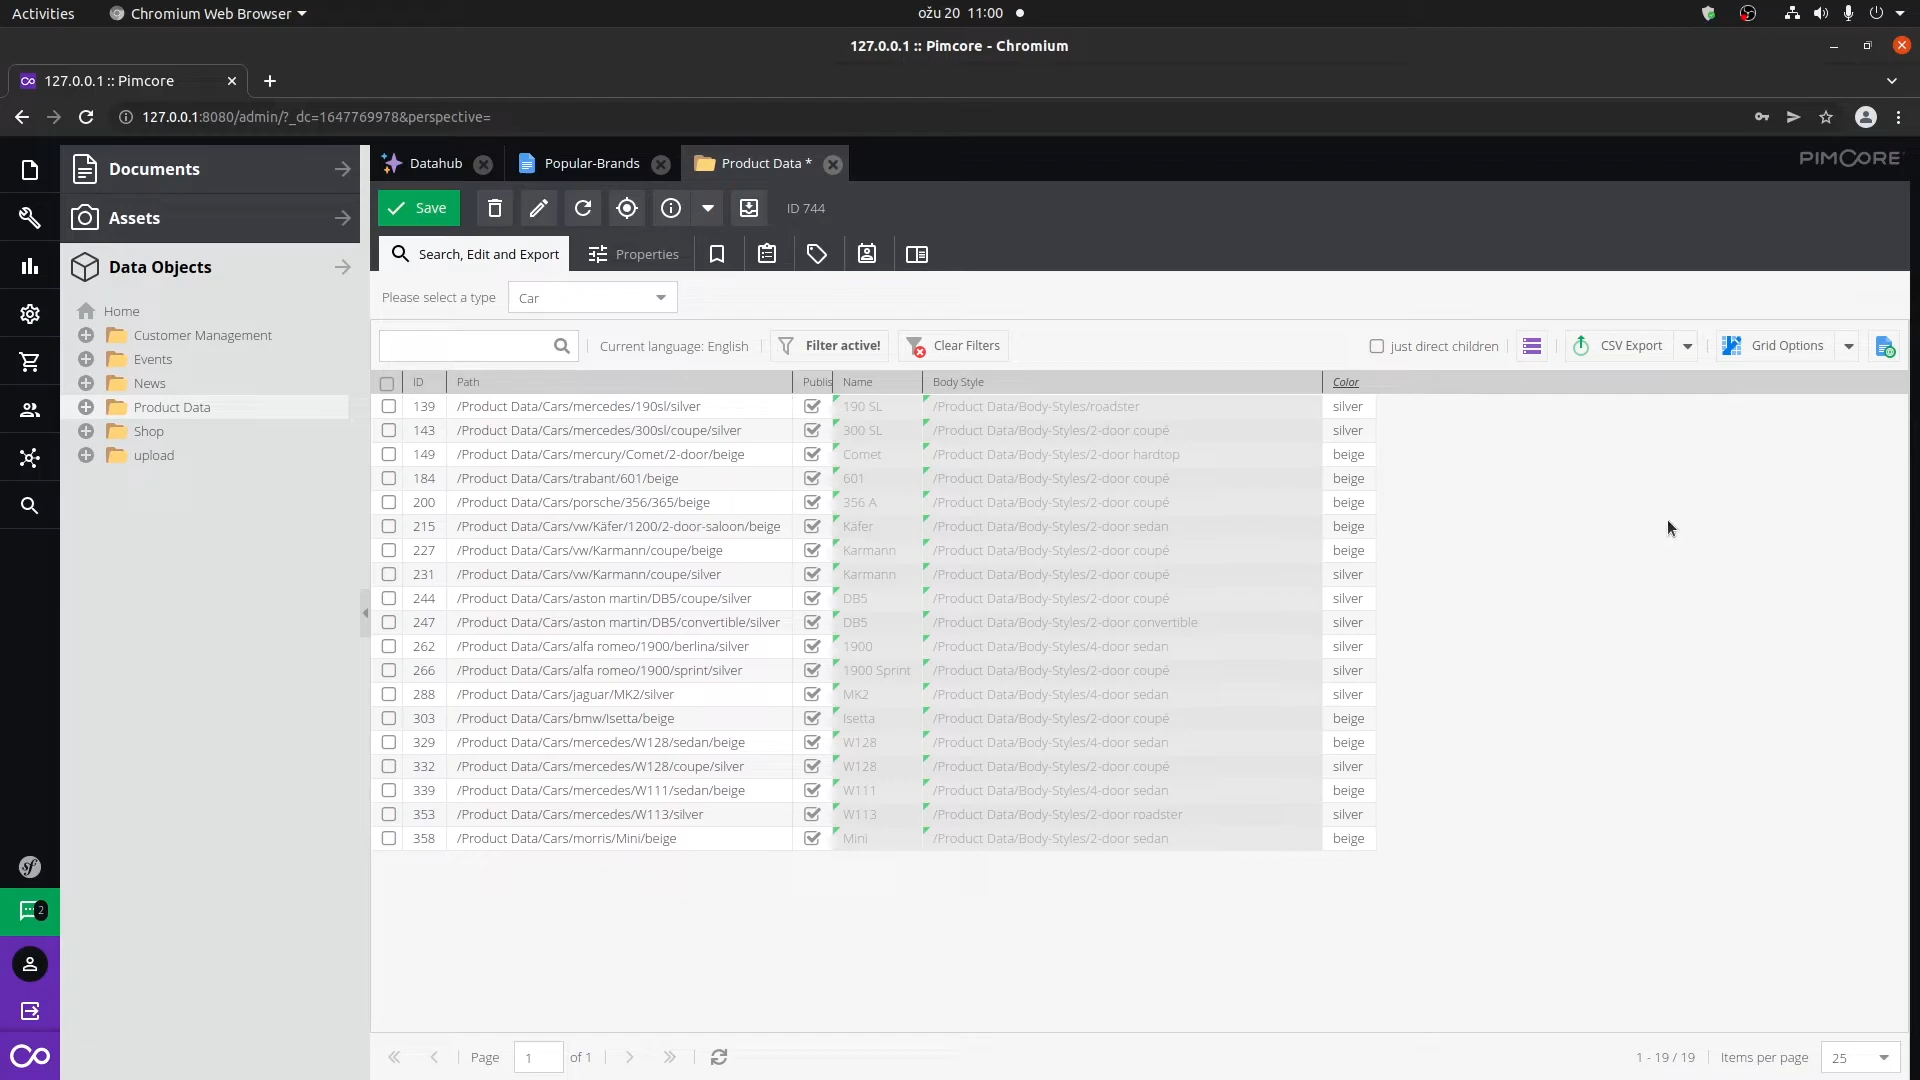 Activities Chromium Web Browser ožu 20 11:00
127.0.0.1 :: Pimcore - Chromium
127.0.0.1 :: Pimcore
127.0.0.1:8080/admin/?_dc=1647769978&perspective=
Documents
Assets
Data Objects
Home
Customer Management
Events
News
Product Data
Shop
upload
sf
2
Datahub Popular-Brands Product Data * PIMCORE
Save ID 744
Search, Edit and Export Properties
Please select a type Car
Current language: English Filter active! Clear Filters just direct children CSV Export Grid Options
ID Path Publis Name Body Style Color
139 /Product Data/Cars/mercedes/190sl/silver 190 SL /Product Data/Body-Styles/roadster silver
143 /Product Data/Cars/mercedes/300sl/coupe/silver 300 SL /Product Data/Body-Styles/2-door coupé silver
149 /Product Data/Cars/mercury/Comet/2-door/beige Comet /Product Data/Body-Styles/2-door hardtop beige
184 /Product Data/Cars/trabant/601/beige 601 /Product Data/Body-Styles/2-door coupé beige
200 /Product Data/Cars/porsche/356/365/beige 356 A /Product Data/Body-Styles/2-door coupé beige
215 /Product Data/Cars/vw/Käfer/1200/2-door-saloon/beige Käfer /Product Data/Body-Styles/2-door sedan beige
227 /Product Data/Cars/vw/Karmann/coupe/beige Karmann /Product Data/Body-Styles/2-door coupé beige
231 /Product Data/Cars/vw/Karmann/coupe/silver Karmann /Product Data/Body-Styles/2-door coupé silver
244 /Product Data/Cars/aston martin/DB5/coupe/silver DB5 /Product Data/Body-Styles/2-door coupé silver
247 /Product Data/Cars/aston martin/DB5/convertible/silver DB5 /Product Data/Body-Styles/2-door convertible silver
262 /Product Data/Cars/alfa romeo/1900/berlina/silver 1900 /Product Data/Body-Styles/4-door sedan silver
266 /Product Data/Cars/alfa romeo/1900/sprint/silver 1900 Sprint /Product Data/Body-Styles/2-door coupé silver
288 /Product Data/Cars/jaguar/MK2/silver MK2 /Product Data/Body-Styles/4-door sedan silver
303 /Product Data/Cars/bmw/Isetta/beige Isetta /Product Data/Body-Styles/2-door coupé beige
329 /Product Data/Cars/mercedes/W128/sedan/beige W128 /Product Data/Body-Styles/4-door sedan beige
332 /Product Data/Cars/mercedes/W128/coupe/silver W128 /Product Data/Body-Styles/2-door coupé silver
339 /Product Data/Cars/mercedes/W111/sedan/beige W111 /Product Data/Body-Styles/4-door sedan beige
353 /Product Data/Cars/mercedes/W113/silver W113 /Product Data/Body-Styles/2-door roadster silver
358 /Product Data/Cars/morris/Mini/beige Mini /Product Data/Body-Styles/2-door sedan beige
Page 1 of 1 1 - 19 / 19 Items per page 25